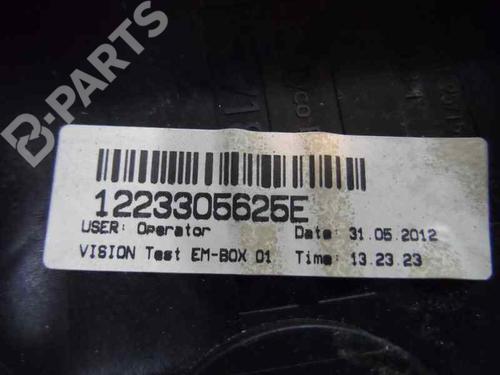 B-PARTS
1223305625E
USER: Operator Date: 31.05.2012
VISION Test EM-BOX 01 Time: 13.23.23